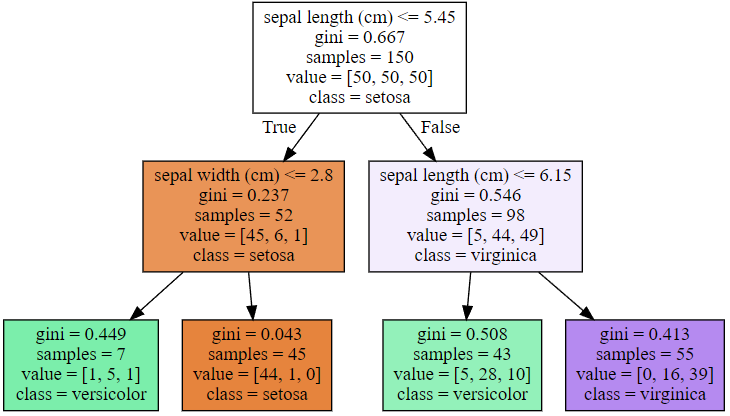 sepal length (cm) <= 5.45
gini = 0.667
samples = 150
value = [50, 50, 50]
class = setosa
True
False
sepal width (cm) <= 2.8
gini = 0.237
samples = 52
value = [45, 6, 1]
class = setosa
sepal length (cm) <= 6.15
gini = 0.546
samples = 98
value = [5, 44, 49]
class = virginica
gini = 0.449
samples = 7
value = [1, 5, 1]
class = versicolor
gini = 0.043
samples = 45
value = [44, 1, 0]
class = setosa
gini = 0.508
samples = 43
value = [5, 28, 10]
class = versicolor
gini = 0.413
samples = 55
value = [0, 16, 39]
class = virginica